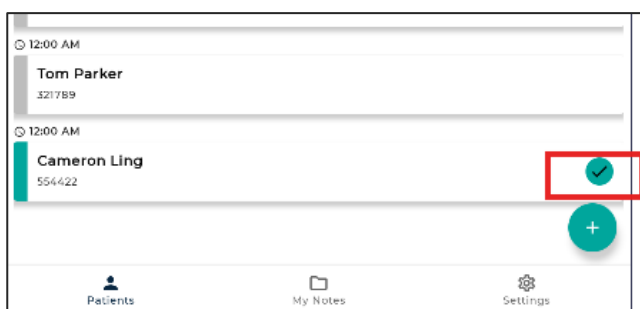 12:00 AM
Tom Parker
321789
12:00 AM
Cameron Ling
554422
+
Patients
My Notes
Settings